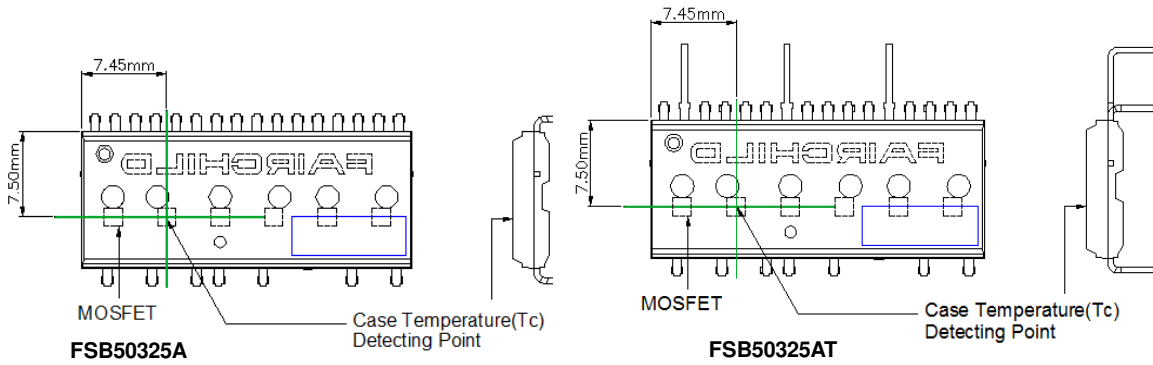 7.45mm
7.50mm
FAIRCHILD
MOSFET
Case Temperature(Tc)
Detecting Point
FSB50325A
7.45mm
7.50mm
FAIRCHILD
MOSFET
Case Temperature(Tc)
Detecting Point
FSB50325AT